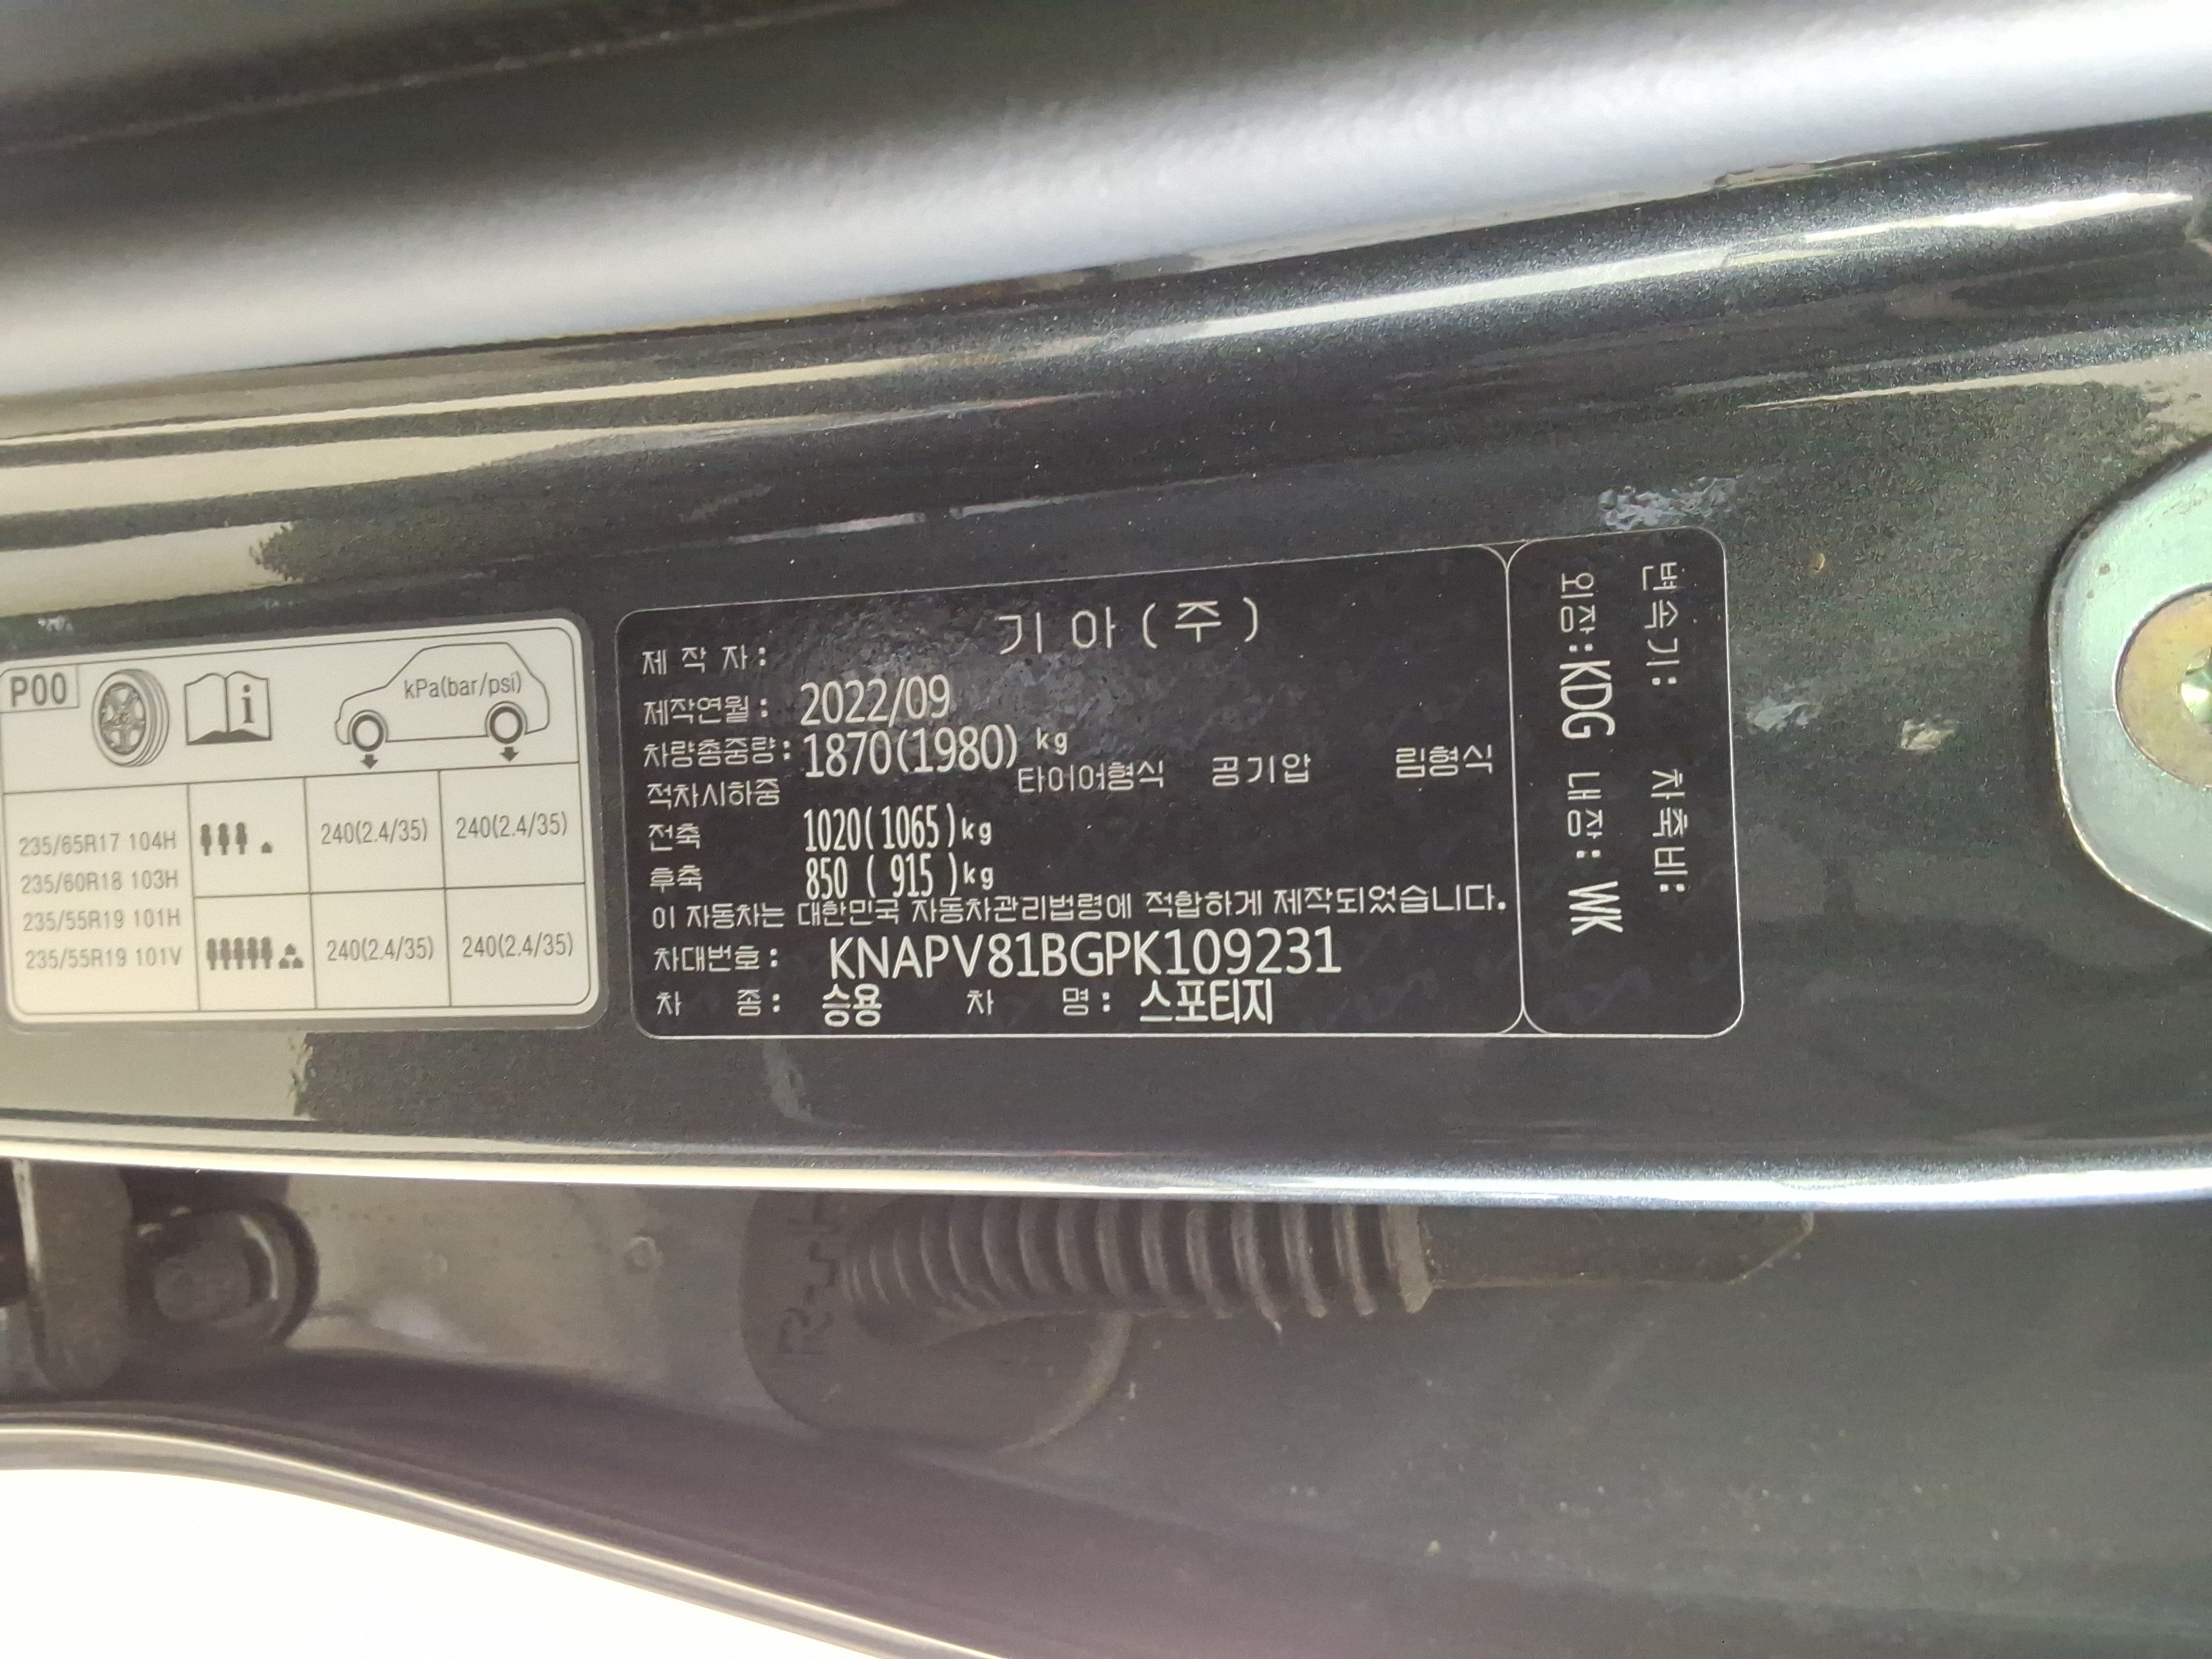 P00
kPa(bar/psi)
235/65R17 104H
235/60R18 103H
235/55R19 101H
235/55R19 101V
240(2.4/35) 240(2.4/35)
240(2.4/35) 240(2.4/35)
제 작 자 : 기 아 ( 주 )
제작연월 : 2022/09
차량총중량 : 1870(1980) kg
적차시하중 타이어형식 공기압 림형식
전축 1020(1065)kg
후축 850 ( 915 )kg
이 자동차는 대한민국 자동차관리법령에 적합하게 제작되었습니다.
차대번호 : KNAPV81BGPK109231
차 종 : 승용 차 명 : 스포티지
변속기: 차축비:
외장:KDG 내장: WK